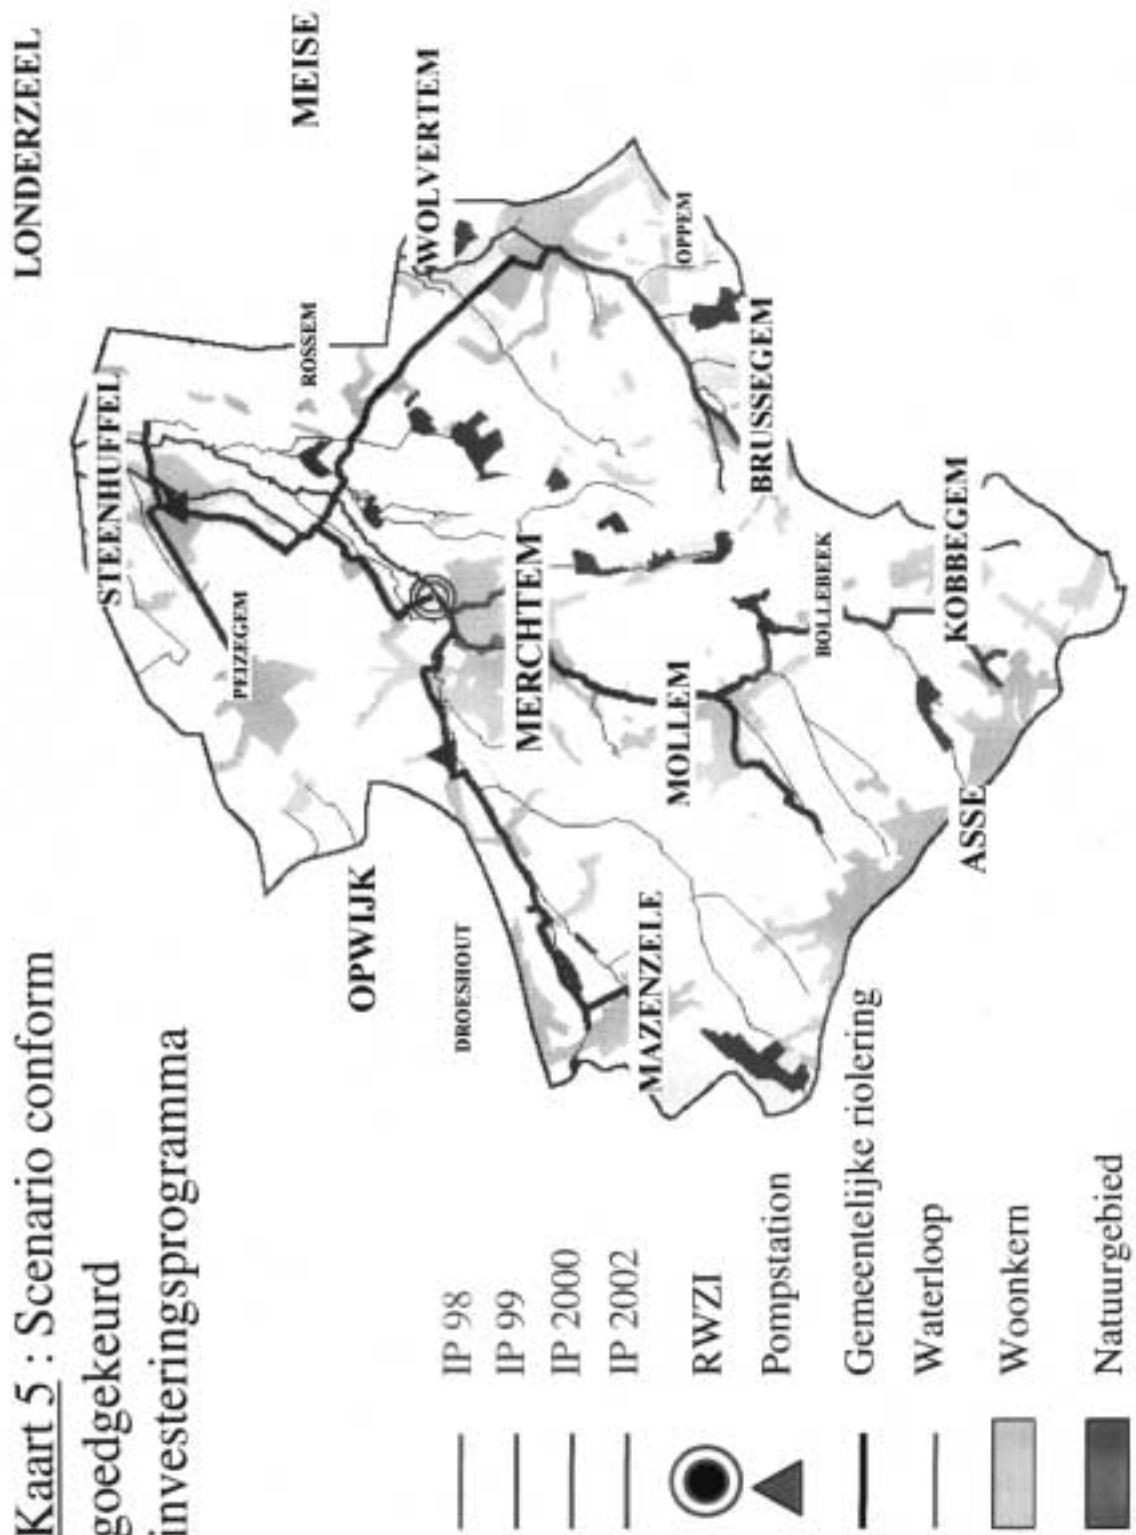 Kaart 5 : Scenario conform
goedgekeurd
investeringsprogramma
LONDERZEEL
MEISE
STEENHUFFEL
ROSSEM
WOLVERTEM
PEIZEGEM
OPPEM
OPWIJK
MERCHTEM
BRUSSEGEM
DROESHOUT
MOLLEM
BOLLEBEEK
MAZENZELE
KOBBEGEM
ASSE
IP 98
IP 99
IP 2000
IP 2002
RWZI
Pompstation
Gemeentelijke riolering
Waterloop
Woonkern
Natuurgebied